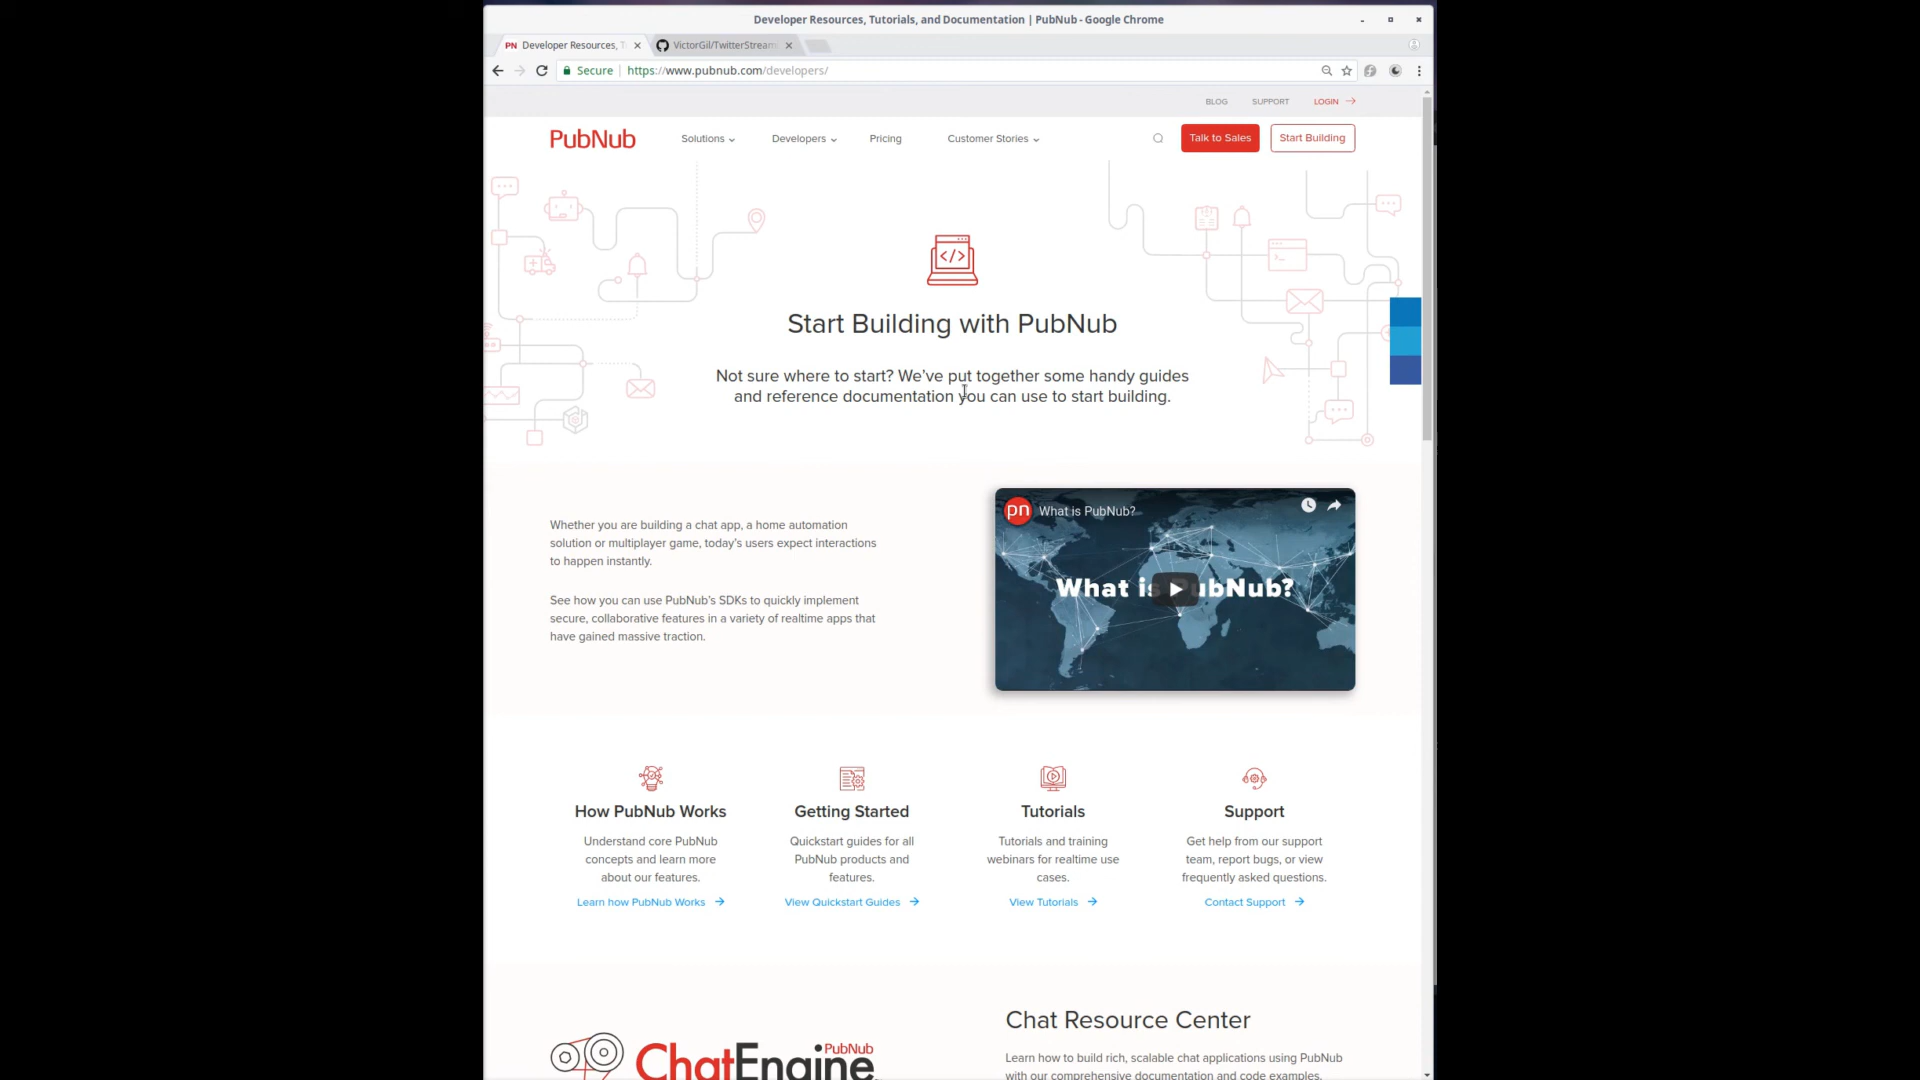 Developer Resources, Tutorials, and Documentation | PubNub - Google Chrome
PN Developer Resources, T
VictorGil/TwitterStream
Secure | https://www.pubnub.com/developers/
BLOG SUPPORT LOGIN
PubNub Solutions Developers Pricing Customer Stories Talk to Sales Start Building
Start Building with PubNub
Not sure where to start? We've put together some handy guides
and reference documentation you can use to start building.
Whether you are building a chat app, a home automation
solution or multiplayer game, today's users expect interactions
to happen instantly.
See how you can use PubNub's SDKs to quickly implement
secure, collaborative features in a variety of realtime apps that
have gained massive traction.
pn What is PubNub?
What is PubNub?
How PubNub Works
Understand core PubNub
concepts and learn more
about our features.
Learn how PubNub Works
Getting Started
Quickstart guides for all
PubNub products and
features.
View Quickstart Guides
Tutorials
Tutorials and training
webinars for realtime use
cases.
View Tutorials
Support
Get help from our support
team, report bugs, or view
frequently asked questions.
Contact Support
PubNub
ChatEngine
Chat Resource Center
Learn how to build rich, scalable chat applications using PubNub
with our comprehensive documentation and code examples.